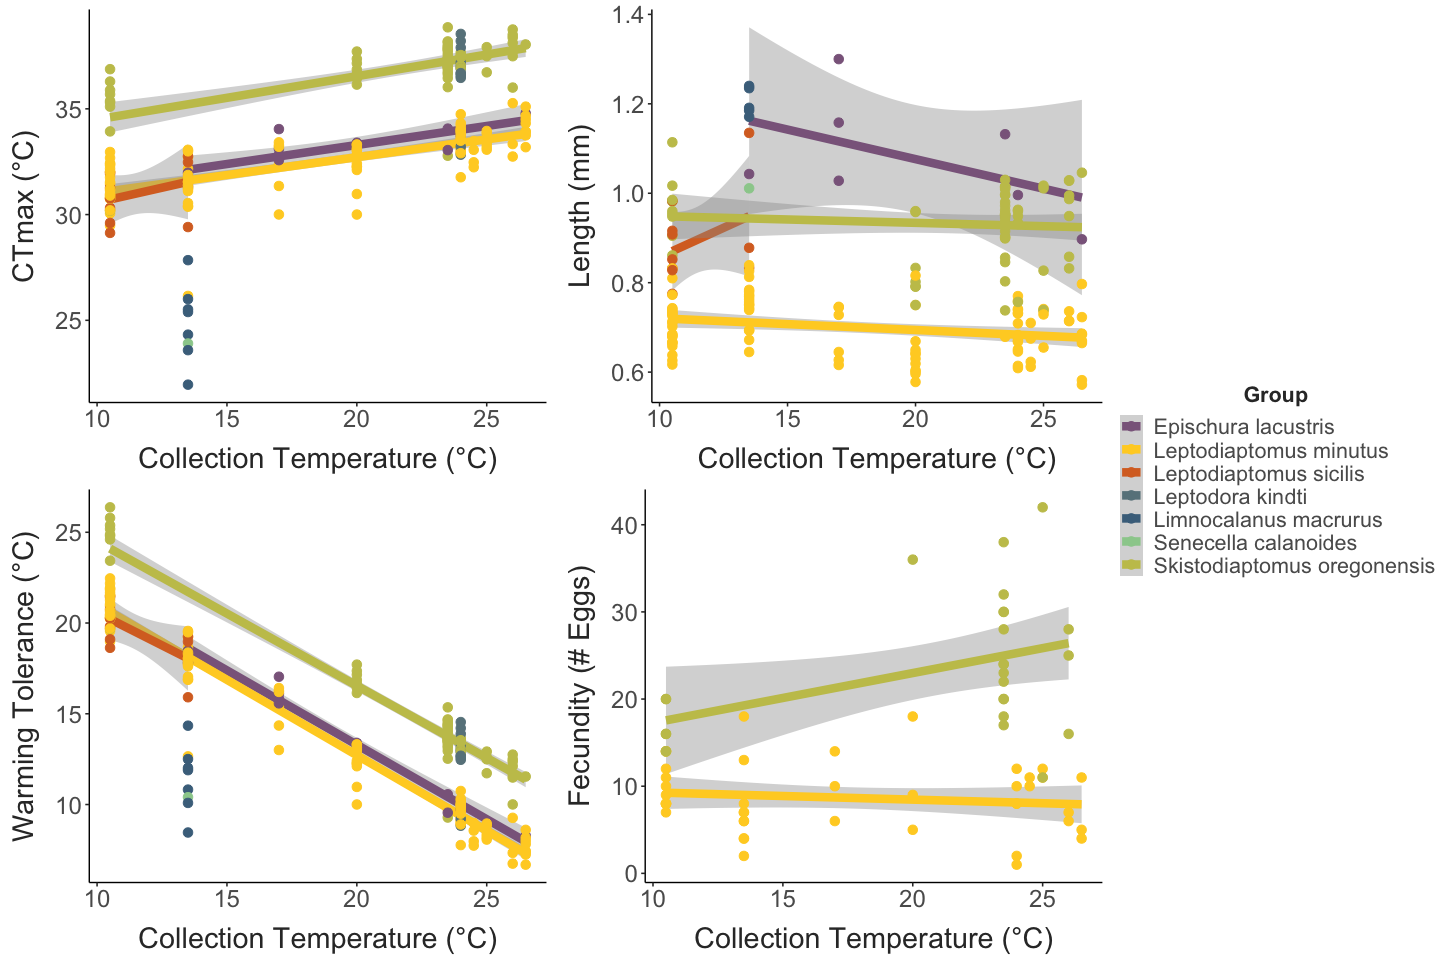 CTmax (°C)
35
30
25
10 15 20 25
Collection Temperature (°C)
Length (mm)
1.4
1.2
1.0
0.8
0.6
10 15 20 25
Collection Temperature (°C)
Warming Tolerance (°C)
25
20
15
10
10 15 20 25
Collection Temperature (°C)
Fecundity (# Eggs)
40
30
20
10
0
10 15 20 25
Collection Temperature (°C)
Group
Epischura lacustris
Leptodiaptomus minutus
Leptodiaptomus sicilis
Leptodora kindti
Limnocalanus macrurus
Senecella calanoides
Skistodiaptomus oregonensis